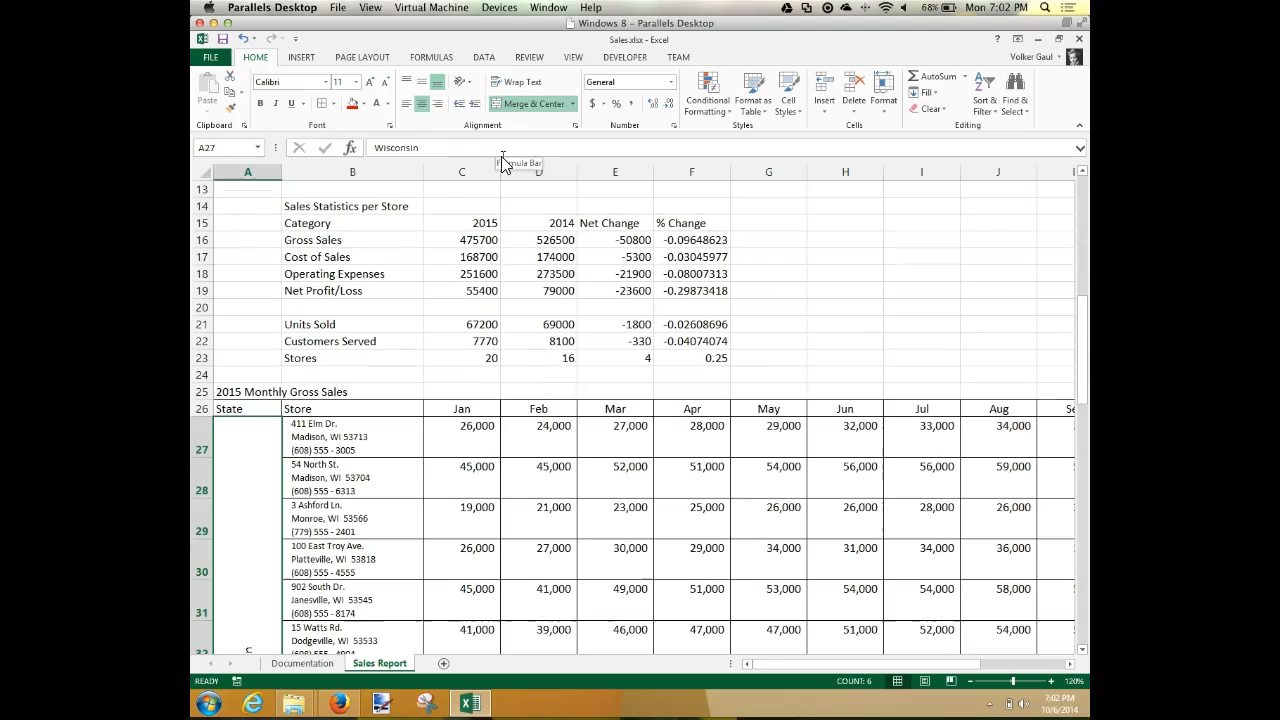 Parallels Desktop File View Virtual Machine Devices Window Help 68% Mon 7:02 PM
Windows 8 - Parallels Desktop
Sales.xlsx - Excel
FILE HOME INSERT PAGE LAYOUT FORMULAS DATA REVIEW VIEW DEVELOPER TEAM Volker Gaul
Paste Calibri 11 Wrap Text General Conditional Formatting Format as Table Cell Styles Insert Delete Format AutoSum Sort & Filter Find & Select
B I U Merge & Center $ % , Fill
Clear
Clipboard Font Alignment Number Styles Cells Editing
A27 fx Wisconsin
Formula Bar
A B C D E F G H I J
13
14 Sales Statistics per Store
15 Category 2015 2014 Net Change % Change
16 Gross Sales 475700 526500 -50800 -0.09648623
17 Cost of Sales 168700 174000 -5300 -0.03045977
18 Operating Expenses 251600 273500 -21900 -0.08007313
19 Net Profit/Loss 55400 79000 -23600 -0.29873418
20
21 Units Sold 67200 69000 -1800 -0.02608696
22 Customers Served 7770 8100 -330 -0.04074074
23 Stores 20 16 4 0.25
24
25 2015 Monthly Gross Sales
26 State Store Jan Feb Mar Apr May Jun Jul Aug Se
411 Elm Dr. 26,000 24,000 27,000 28,000 29,000 32,000 33,000 34,000
Madison, WI 53713
27 (608) 555 - 3005
54 North St. 45,000 45,000 52,000 51,000 54,000 56,000 56,000 59,000
Madison, WI 53704
28 (608) 555 - 6313
3 Ashford Ln. 19,000 21,000 23,000 25,000 26,000 26,000 28,000 26,000
Monroe, WI 53566
29 (779) 555 - 2401
100 East Troy Ave. 26,000 27,000 30,000 29,000 34,000 31,000 34,000 36,000
Platteville, WI 53818
30 (608) 555 - 4555
902 South Dr. 45,000 41,000 49,000 51,000 53,000 54,000 54,000 58,000
Janesville, WI 53545
31 (608) 555 - 8174
15 Watts Rd. 41,000 39,000 46,000 47,000 47,000 51,000 52,000 54,000
Dodgeville, WI 53533
Documentation Sales Report
READY COUNT: 6 120%
7:02 PM
10/6/2014